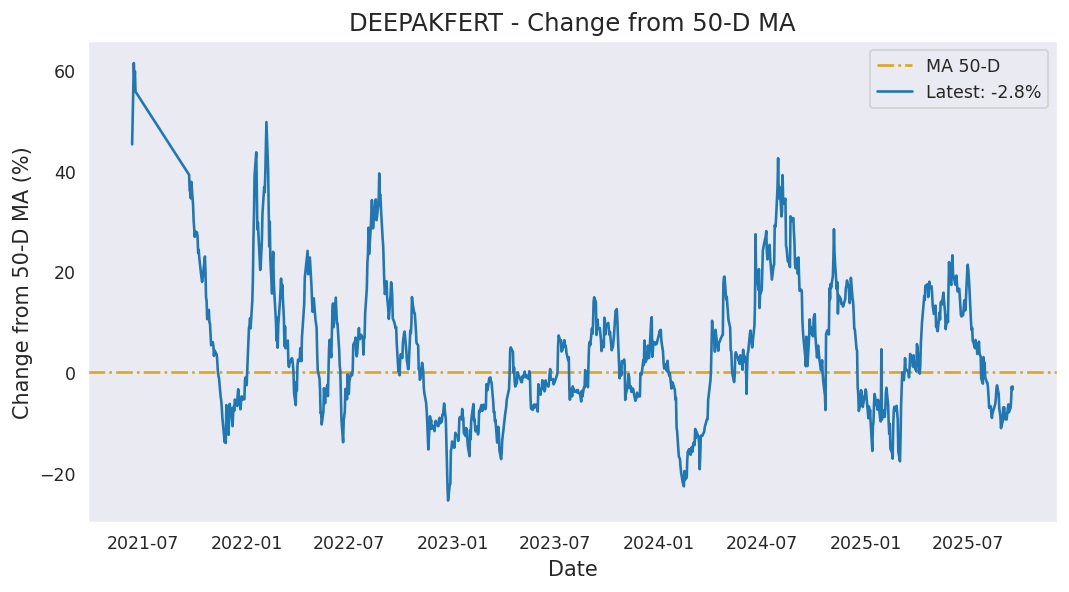 DEEPAKFERT - Change from 50-D MA
MA 50-D
Latest: -2.8%
Change from 50-D MA (%)
60
40
20
0
−20
2021-07
2022-01
2022-07
2023-01
2023-07
2024-01
2024-07
2025-01
2025-07
Date